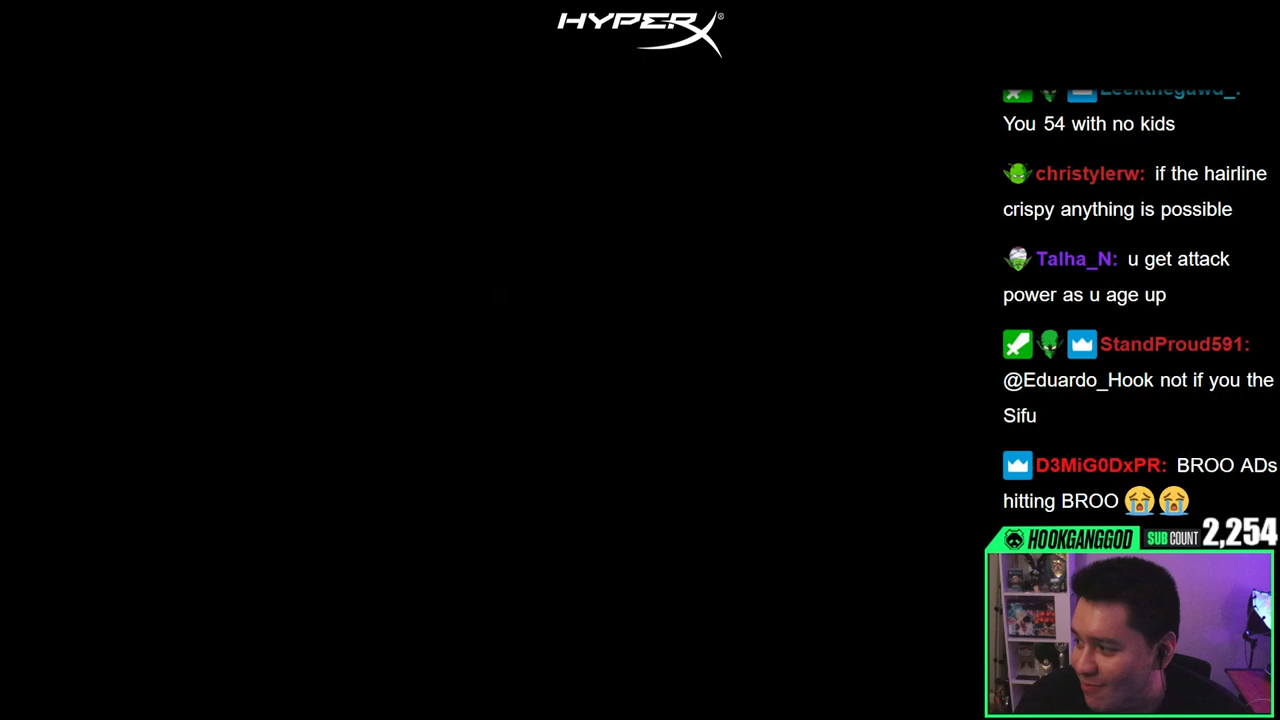 HYPERX
Leekthegawd_:
You 54 with no kids
christylerw: if the hairline
crispy anything is possible
Talha_N: u get attack
power as u age up
StandProud591:
@Eduardo_Hook not if you the
Sifu
D3MiG0DxPR: BROO ADs
hitting BROO 😭😭
HOOKGANGGOD SUB COUNT 2,254